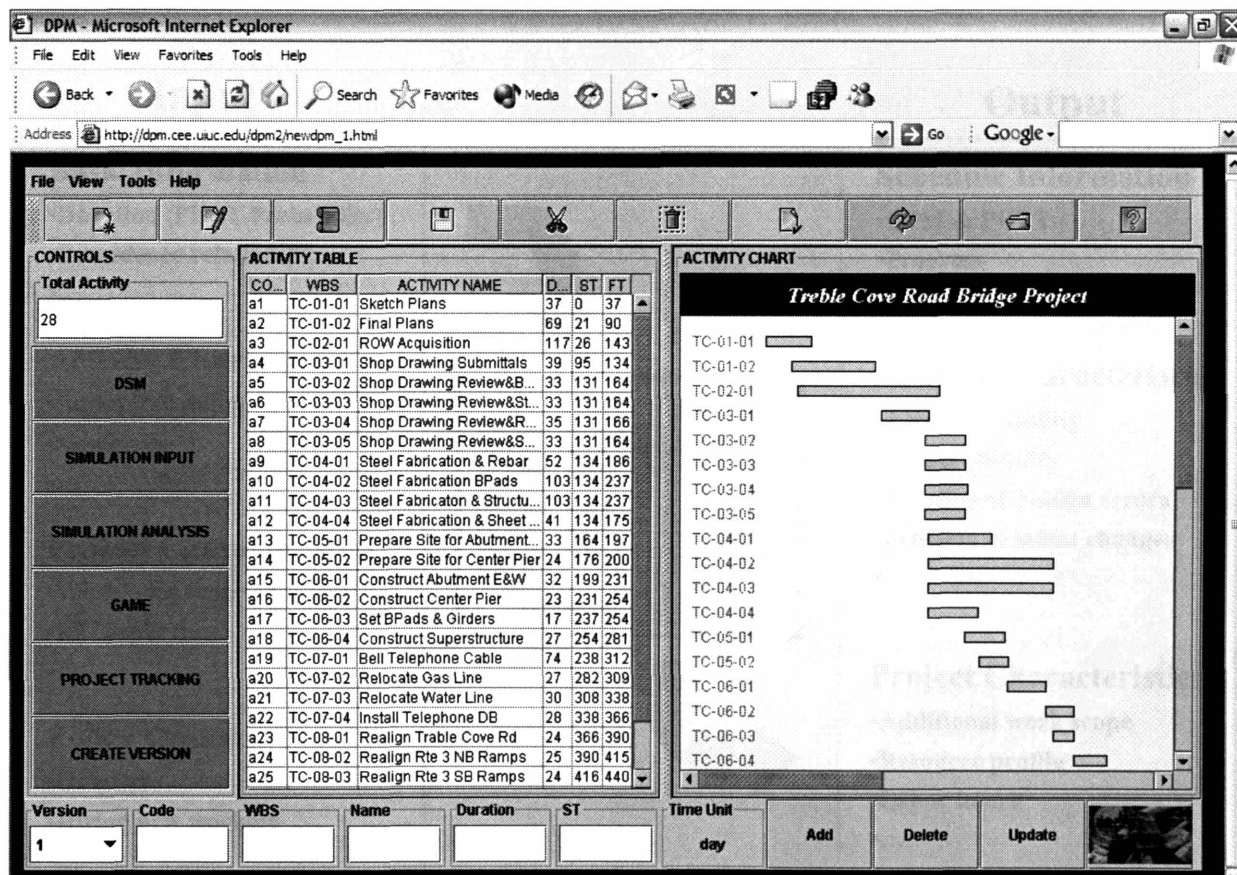 DPM - Microsoft Internet Explorer
File Edit View Favorites Tools Help
Back Search Favorites Media
Address http://dpm.cee.uiuc.edu/dpm2/newdpm_1.html Go Google
File View Tools Help
CONTROLS
Total Activity
28
DSM
SIMULATION INPUT
SIMULATION ANALYSIS
GAME
PROJECT TRACKING
CREATE VERSION
ACTIVITY TABLE
CO... WBS ACTIVITY NAME D... ST FT
a1 TC-01-01 Sketch Plans 37 0 37
a2 TC-01-02 Final Plans 69 21 90
a3 TC-02-01 ROW Acquisition 117 26 143
a4 TC-03-01 Shop Drawing Submittals 39 95 134
a5 TC-03-02 Shop Drawing Review&B... 33 131 164
a6 TC-03-03 Shop Drawing Review&St... 33 131 164
a7 TC-03-04 Shop Drawing Review&R... 35 131 166
a8 TC-03-05 Shop Drawing Review&S... 33 131 164
a9 TC-04-01 Steel Fabrication & Rebar 52 134 186
a10 TC-04-02 Steel Fabrication BPads 103 134 237
a11 TC-04-03 Steel Fabricaton & Structu... 103 134 237
a12 TC-04-04 Steel Fabrication & Sheet ... 41 134 175
a13 TC-05-01 Prepare Site for Abutment... 33 164 197
a14 TC-05-02 Prepare Site for Center Pier 24 176 200
a15 TC-06-01 Construct Abutment E&W 32 199 231
a16 TC-06-02 Construct Center Pier 23 231 254
a17 TC-06-03 Set BPads & Girders 17 237 254
a18 TC-06-04 Construct Superstructure 27 254 281
a19 TC-07-01 Bell Telephone Cable 74 238 312
a20 TC-07-02 Relocate Gas Line 27 282 309
a21 TC-07-03 Relocate Water Line 30 308 338
a22 TC-07-04 Install Telephone DB 28 338 366
a23 TC-08-01 Realign Trable Cove Rd 24 366 390
a24 TC-08-02 Realign Rte 3 NB Ramps 25 390 415
a25 TC-08-03 Realign Rte 3 SB Ramps 24 416 440
ACTIVITY CHART
Treble Cove Road Bridge Project
TC-01-01
TC-01-02
TC-02-01
TC-03-01
TC-03-02
TC-03-03
TC-03-04
TC-03-05
TC-04-01
TC-04-02
TC-04-03
TC-04-04
TC-05-01
TC-05-02
TC-06-01
TC-06-02
TC-06-03
TC-06-04
Version Code WBS Name Duration ST Time Unit
1 day Add Delete Update